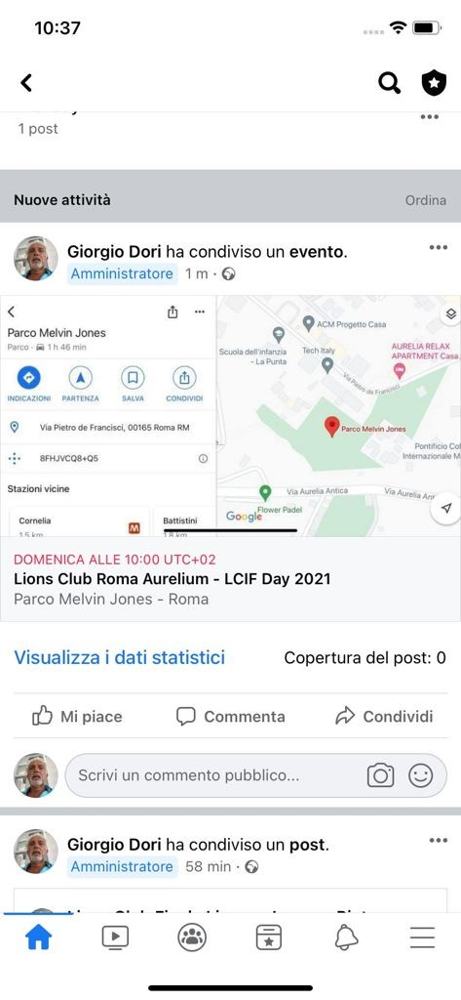 10:37
1 post
Nuove attività
Ordina
Giorgio Dori ha condiviso un evento.
Amministratore 1 m ·
Parco Melvin Jones
Parco · 1 h 46 min
INDICAZIONI PARTENZA SALVA CONDIVIDI
Via Pietro de Francisci, 00165 Roma RM
8FHJVCQ8+Q5
Stazioni vicine
Cornelia
1,5 km
Battistini
1,8 km
ACM Progetto Casa
Scuola dell'infanzia
- La Punta
Tech Italy
AURELIA RELAX
APARTMENT Casa
Via Pietro de Francisci
Parco Melvin Jones
Pontificio Col
Internazionale M
Via Aurelia Antica
Via Aurelia Ant
Flower Padel
Google
DOMENICA ALLE 10:00 UTC+02
Lions Club Roma Aurelium - LCIF Day 2021
Parco Melvin Jones - Roma
Visualizza i dati statistici
Copertura del post: 0
Mi piace
Commenta
Condividi
Scrivi un commento pubblico...
Giorgio Dori ha condiviso un post.
Amministratore 58 min ·